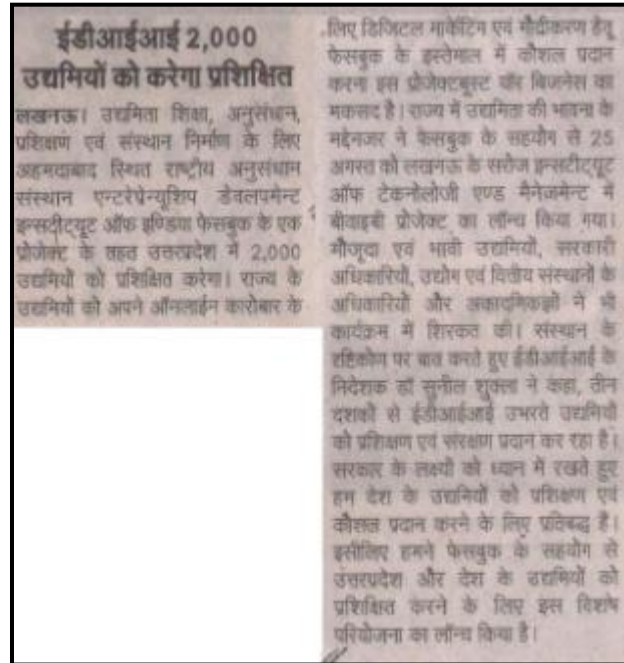 ईडीआईआई 2,000
उद्यमियों को करेगा प्रशिक्षित
लखनऊ। उद्यमिता शिक्षा, अनुसंधान,
प्रशिक्षण एवं संस्थान निर्माण के लिए
अहमदाबाद स्थित राष्ट्रीय अनुसंधान
संस्थान एन्टरप्रेन्युशिप डेवलपमेन्ट
इन्स्टीट्यूट ऑफ इण्डिया फेसबुक के एक
प्रोजेक्ट के तहत उत्तरप्रदेश में 2,000
उद्यमियों को प्रशिक्षित करेगा। राज्य के
उद्यमियों को अपने ऑनलाईन कारोबार के
लिए डिजिटल मार्केटिंग एवं मौद्रीकरण हेतू
फेसबुक के इस्तेमाल में कौशल प्रदान
करना इस प्रोजेक्टबूस्ट यॉर बिजनेस का
मकसद है। राज्य में उद्यमिता की भावना के
मद्देनजर ने फेसबुक के सहयोग से 25
अगस्त को लखनऊ के सरोज इन्सटीट्यूट
ऑफ टेकनोलोजी एण्ड मैनेजमेन्ट में
बीवाइबी प्रोजेक्ट का लॉन्च किया गया।
मौजूदा एवं भावी उद्यमियों, सरकारी
अधिकारियों, उद्योग एवं वित्तीय संस्थानों के
अधिकारियों और अकादमिकज्ञों ने भी
कार्यक्रम में शिरकत की। संस्थान के
दृष्टिकोण पर बात करते हुए ईडीआईआई के
निदेशक डॉ सुनील शुक्ला ने कहा, तीन
दशकों से ईडीआईआई उभरते उद्यमियों
को प्रशिक्षण एवं संरक्षण प्रदान कर रहा है।
सरकार के लक्ष्यों को ध्यान में रखते हुए
हम देश के उद्यमियों को प्रशिक्षण एवं
कौशल प्रदान करने के लिए प्रतिबद्ध हैं।
इसीलिए हमने फेसबुक के सहयोग से
उत्तरप्रदेश और देश के उद्यमियों को
प्रशिक्षित करने के लिए इस विशेष
परियोजना का लॉन्च किया है।